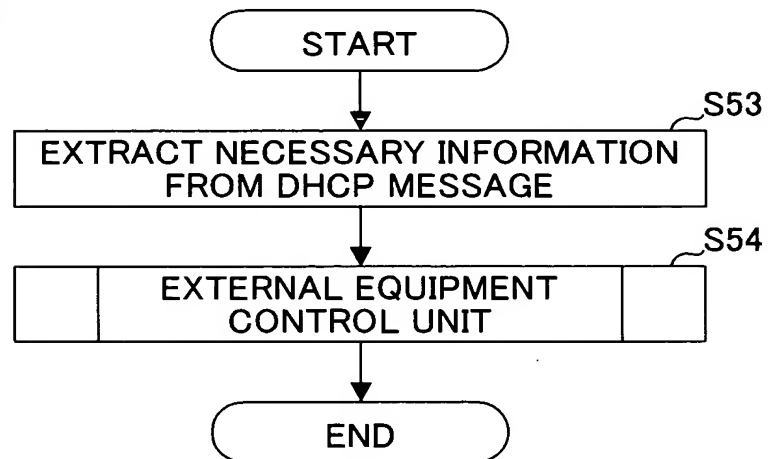 START
S53
EXTRACT NECESSARY INFORMATION
FROM DHCP MESSAGE
S54
EXTERNAL EQUIPMENT
CONTROL UNIT
END